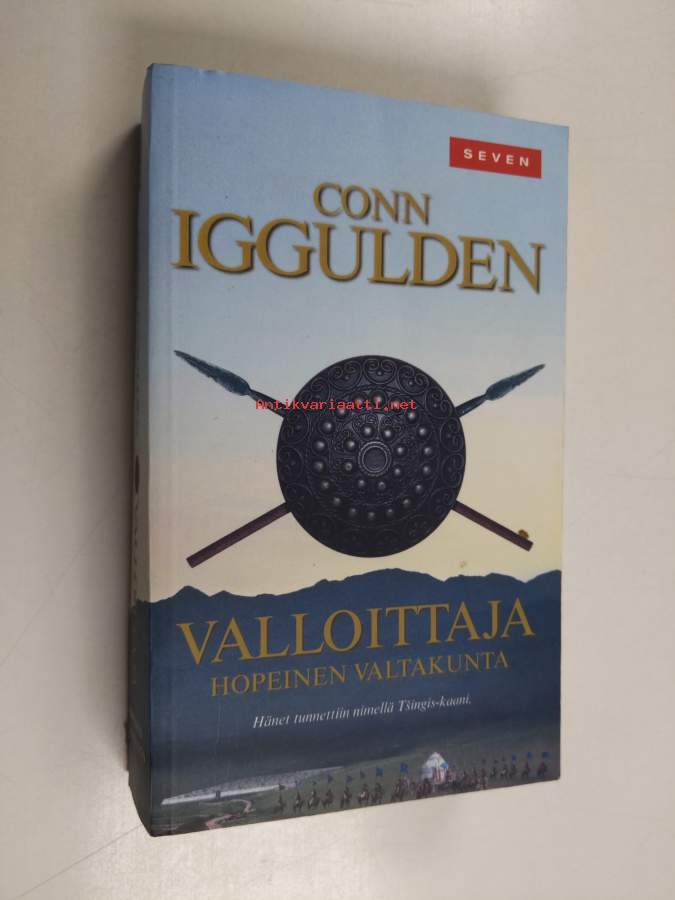 SEVEN
CONN
IGGULDEN
Antikvariaatti.net
VALLOITTAJA
HOPEINEN VALTAKUNTA
Hänet tunnettiin nimellä Tšingis-kaani.